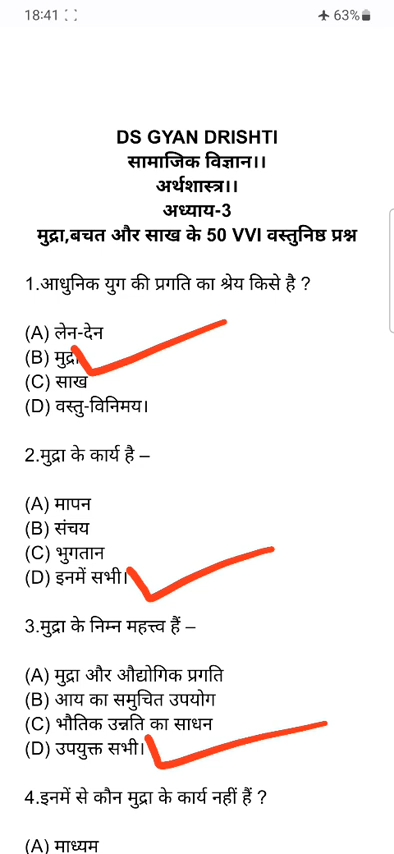 18:41
63%
DS GYAN DRISHTI
सामाजिक विज्ञान।।
अर्थशास्त्र।।
अध्याय-3
मुद्रा,बचत और साख के 50 VVI वस्तुनिष्ठ प्रश्न
1.आधुनिक युग की प्रगति का श्रेय किसे है ?
(A) लेन-देन
(B) मुद्रा
(C) साख
(D) वस्तु-विनिमय।
2.मुद्रा के कार्य है –
(A) मापन
(B) संचय
(C) भुगतान
(D) इनमें सभी।
3.मुद्रा के निम्न महत्त्व हैं –
(A) मुद्रा और औद्योगिक प्रगति
(B) आय का समुचित उपयोग
(C) भौतिक उन्नति का साधन
(D) उपयुक्त सभी।
4.इनमें से कौन मुद्रा के कार्य नहीं हैं ?
(A) माध्यम